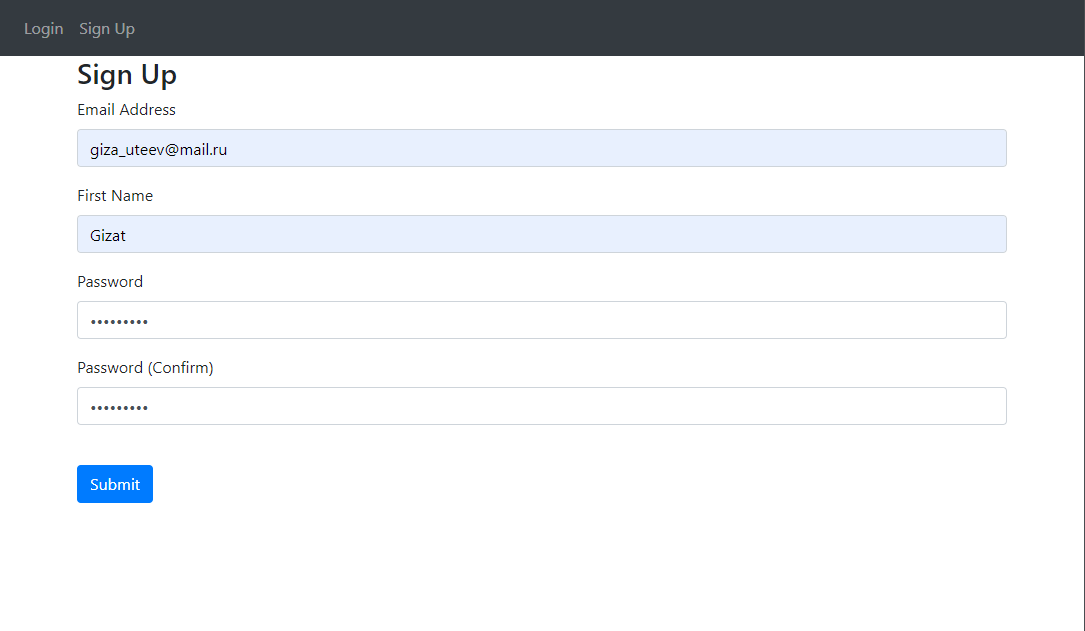 Login Sign Up
Sign Up
Email Address
giza_uteev@mail.ru
First Name
Gizat
Password
•••••••••
Password (Confirm)
•••••••••
Submit